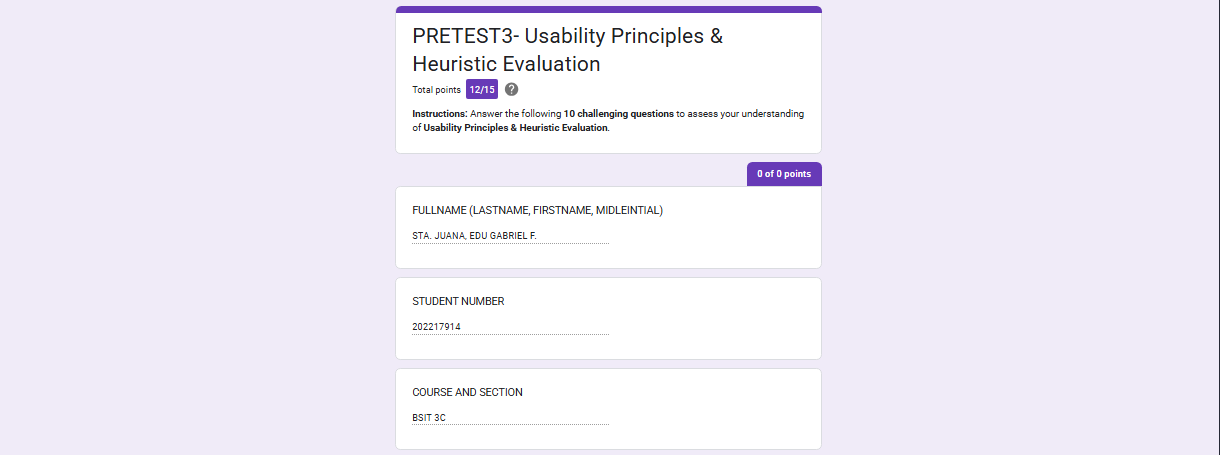 PRETEST3- Usability Principles &
Heuristic Evaluation
Total points 12/15 ?
Instructions: Answer the following 10 challenging questions to assess your understanding
of Usability Principles & Heuristic Evaluation.
0 of 0 points
FULLNAME (LASTNAME, FIRSTNAME, MIDLEINTIAL)
STA. JUANA, EDU GABRIEL F.
STUDENT NUMBER
202217914
COURSE AND SECTION
BSIT 3C